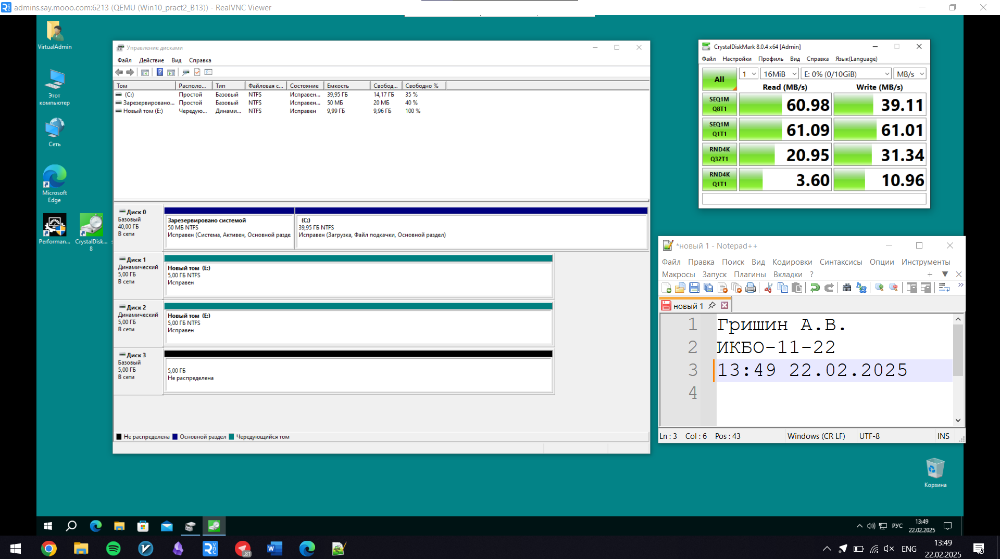 admins.say.mooo.com:6213 (QEMU (Win10_pract2_B13)) - RealVNC Viewer
VirtualAdmin
Этот компьютер
Сеть
Microsoft Edge
Performan...
CrystalDisk... 8
Управление дисками
Файл Действие Вид Справка
Том Располо... Тип Файловая с... Состояние Емкость Свобод... Свободно %
(C:) Простой Базовый NTFS Исправен... 39,95 ГБ 14,17 ГБ 35 %
Зарезервировано... Простой Базовый NTFS Исправен... 50 МБ 20 МБ 40 %
Новый том (E:) Чередую... Динами... NTFS Исправен 9,99 ГБ 9,96 ГБ 100 %
Диск 0
Базовый
40,00 ГБ
В сети
Зарезервировано системой
50 МБ NTFS
Исправен (Система, Активен, Основной разде
(C:)
39,95 ГБ NTFS
Исправен (Загрузка, Файл подкачки, Основной раздел)
Диск 1
Динамический
5,00 ГБ
В сети
Новый том (E:)
5,00 ГБ NTFS
Исправен
Диск 2
Динамический
5,00 ГБ
В сети
Новый том (E:)
5,00 ГБ NTFS
Исправен
Диск 3
Базовый
5,00 ГБ
В сети
5,00 ГБ
Не распределена
Не распределена Основной раздел Чередующийся том
CrystalDiskMark 8.0.4 x64 [Admin]
Файл Настройки Профиль Вид Справка Язык(Language)
All 1 16MiB E: 0% (0/10GiB) MB/s
Read (MB/s) Write (MB/s)
SEQ1M Q8T1 60.98 39.11
SEQ1M Q1T1 61.09 61.01
RND4K Q32T1 20.95 31.34
RND4K Q1T1 3.60 10.96
*новый 1 - Notepad++
Файл Правка Поиск Вид Кодировки Синтаксисы Опции Инструменты
Макросы Запуск Плагины Вкладки ?
новый 1
1 Гришин А.В.
2 ИКБО-11-22
3 13:49 22.02.2025
4
Ln : 3 Col : 6 Pos : 43 Windows (CR LF) UTF-8 INS
Корзина
РУС 13:49
22.02.2025
81
ENG 13:49
22.02.2025